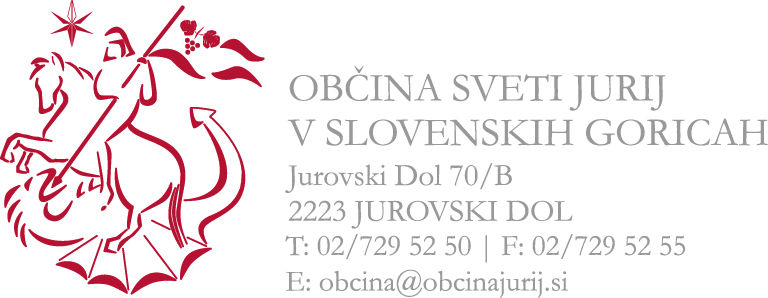 OBČINA SVETI JURIJ
V SLOVENSKIH GORICAH
Jurovski Dol 70/B
2223 JUROVSKI DOL
T: 02/729 52 50 | F: 02/729 52 55
E: obcina@obcinajurij.si